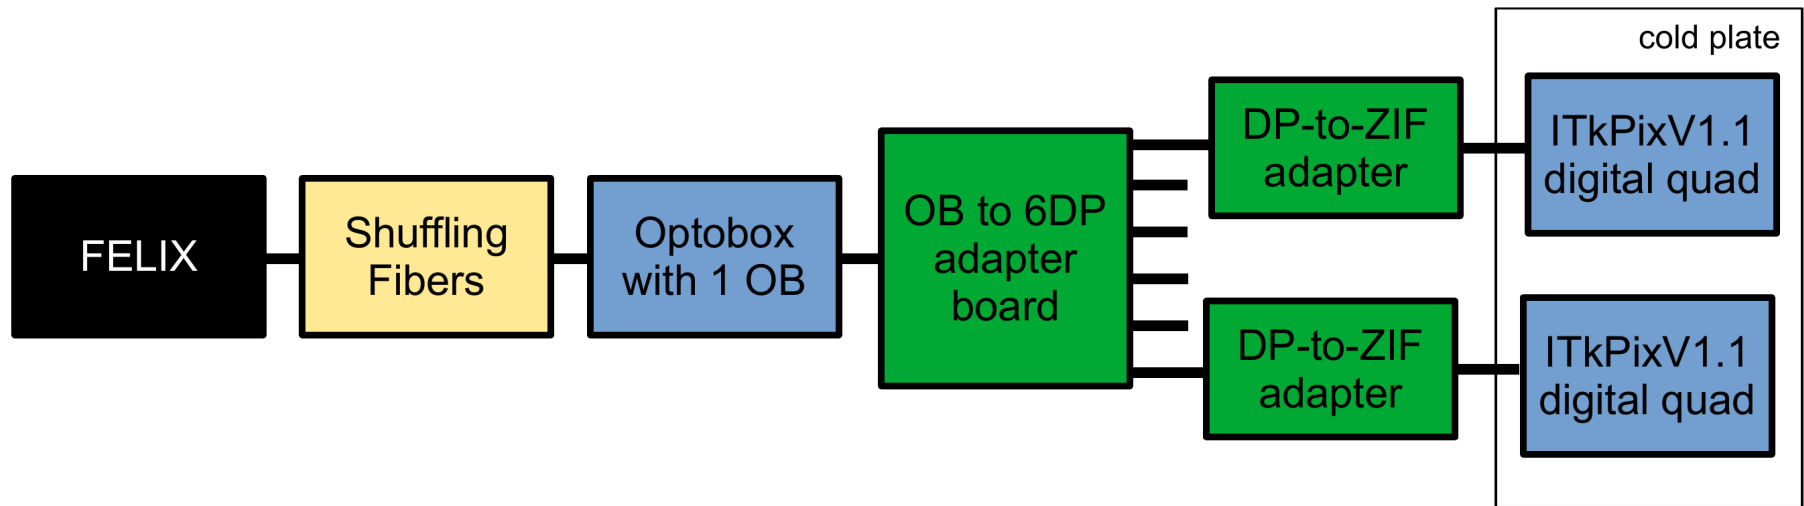 cold plate
FELIX
Shuffling
Fibers
Optobox
with 1 OB
OB to 6DP
adapter
board
DP-to-ZIF
adapter
ITkPixV1.1
digital quad
DP-to-ZIF
adapter
ITkPixV1.1
digital quad